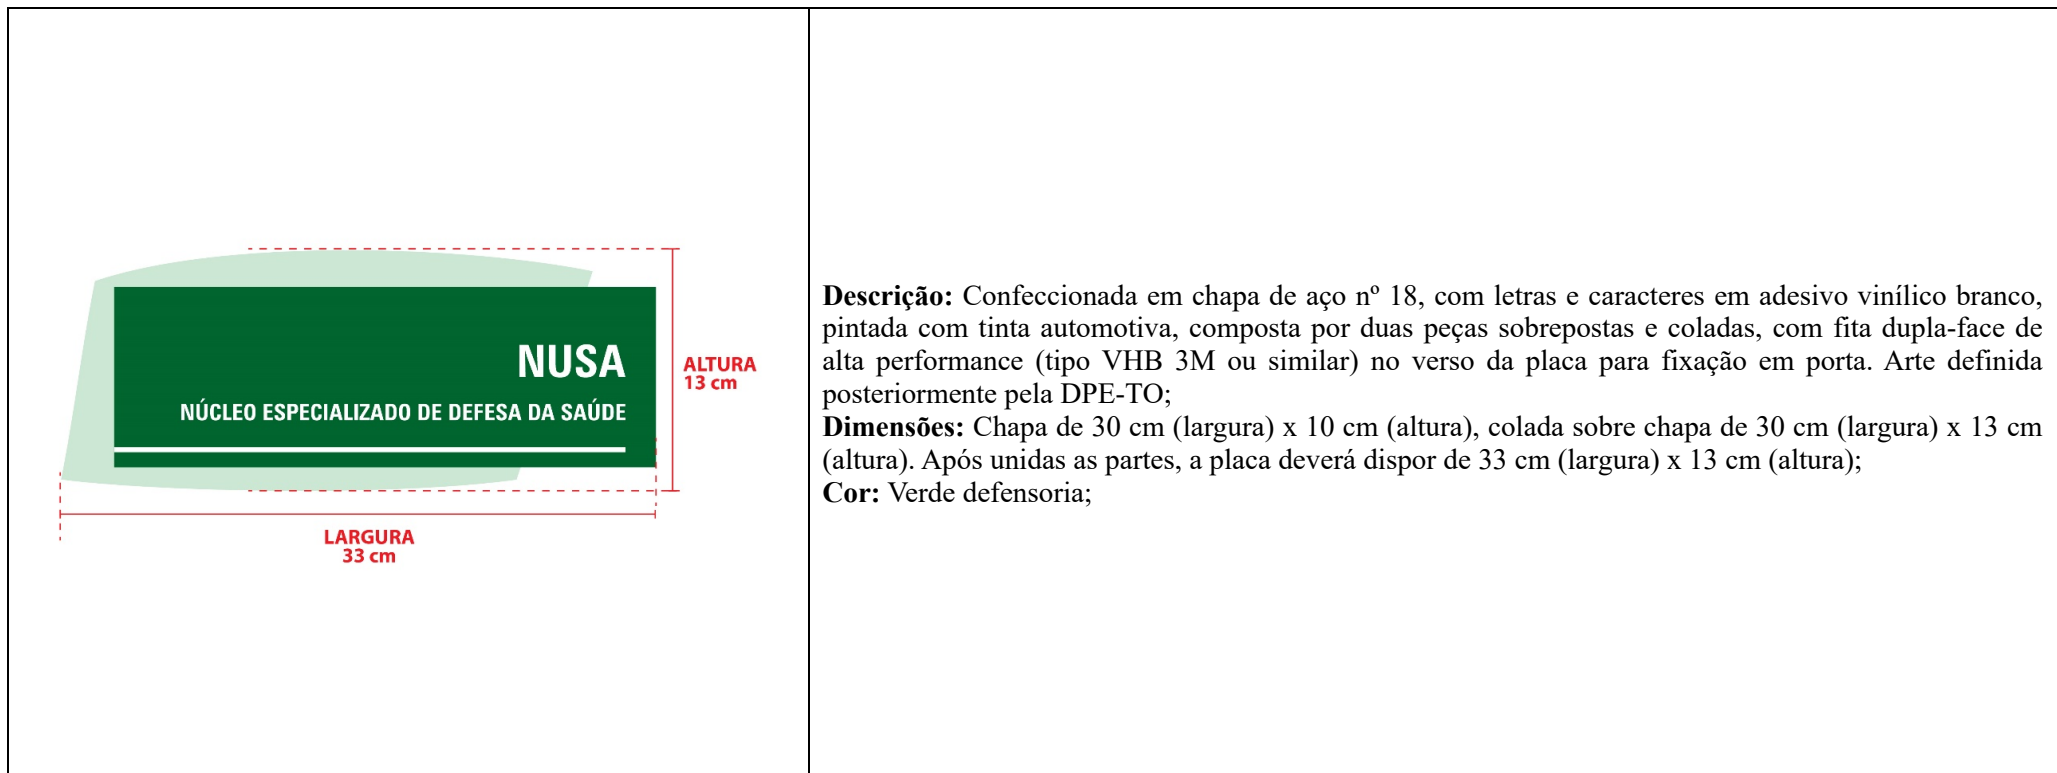 NUSA
NÚCLEO ESPECIALIZADO DE DEFESA DA SAÚDE
ALTURA
13 cm
LARGURA
33 cm
Descrição: Confeccionada em chapa de aço nº 18, com letras e caracteres em adesivo vinílico branco,
pintada com tinta automotiva, composta por duas peças sobrepostas e coladas, com fita dupla-face de
alta performance (tipo VHB 3M ou similar) no verso da placa para fixação em porta. Arte definida
posteriormente pela DPE-TO;
Dimensões: Chapa de 30 cm (largura) x 10 cm (altura), colada sobre chapa de 30 cm (largura) x 13 cm
(altura). Após unidas as partes, a placa deverá dispor de 33 cm (largura) x 13 cm (altura);
Cor: Verde defensoria;